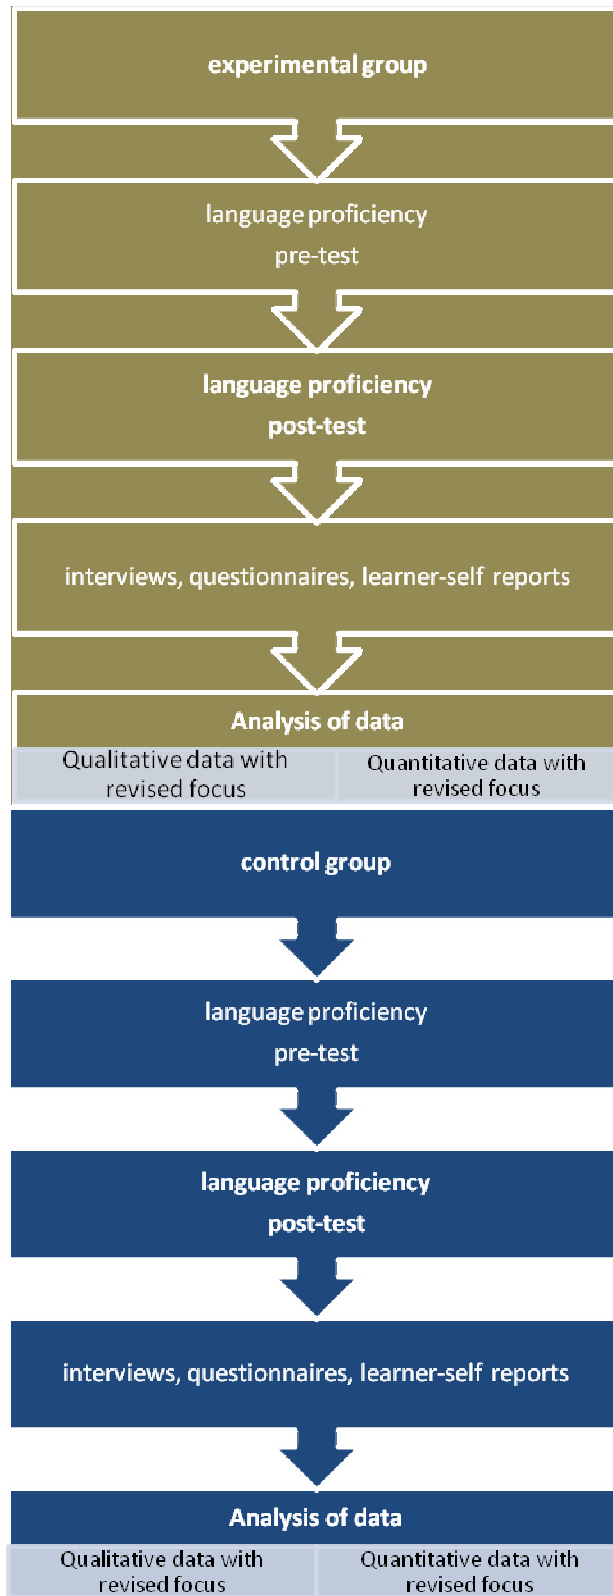 experimental group
language proficiency
pre-test
language proficiency
post-test
interviews, questionnaires, learner-self reports
Analysis of data
Qualitative data with
revised focus
Quantitative data with
revised focus
control group
language proficiency
pre-test
language proficiency
post-test
interviews, questionnaires, learner-self reports
Analysis of data
Qualitative data with
revised focus
Quantitative data with
revised focus